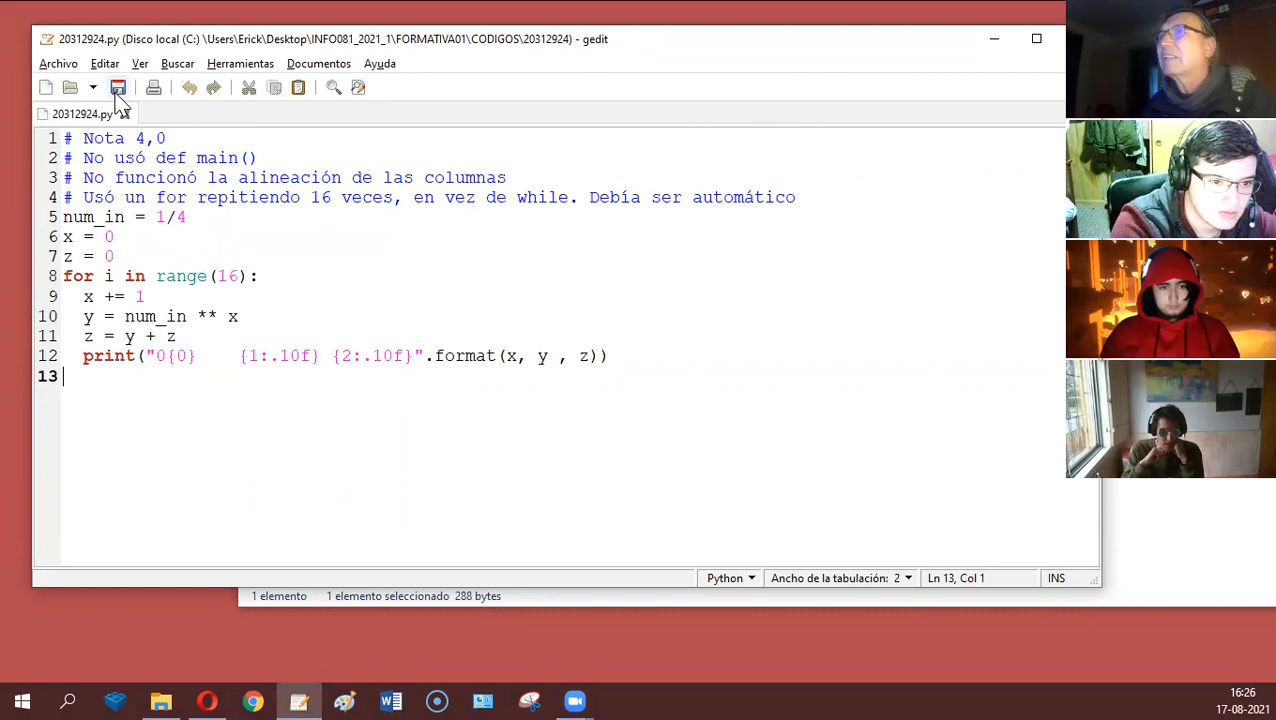 20312924.py (Disco local (C:) \Users\Erick\Desktop\INFO081_2021_1\FORMATIVA01\CODIGOS\20312924) - gedit
Archivo Editar Ver Buscar Herramientas Documentos Ayuda
20312924.py
1 # Nota 4,0
2 # No usó def main()
3 # No funcionó la alineación de las columnas
4 # Usó un for repitiendo 16 veces, en vez de while. Debía ser automático
5 num_in = 1/4
6 x = 0
7 z = 0
8 for i in range(16):
9 x += 1
10 y = num_in ** x
11 z = y + z
12 print("0{0}    {1:.10f} {2:.10f}".format(x, y , z))
13
Python Ancho de la tabulación: 2 Ln 13, Col 1 INS
1 elemento 1 elemento seleccionado 288 bytes
16:26
17-08-2021